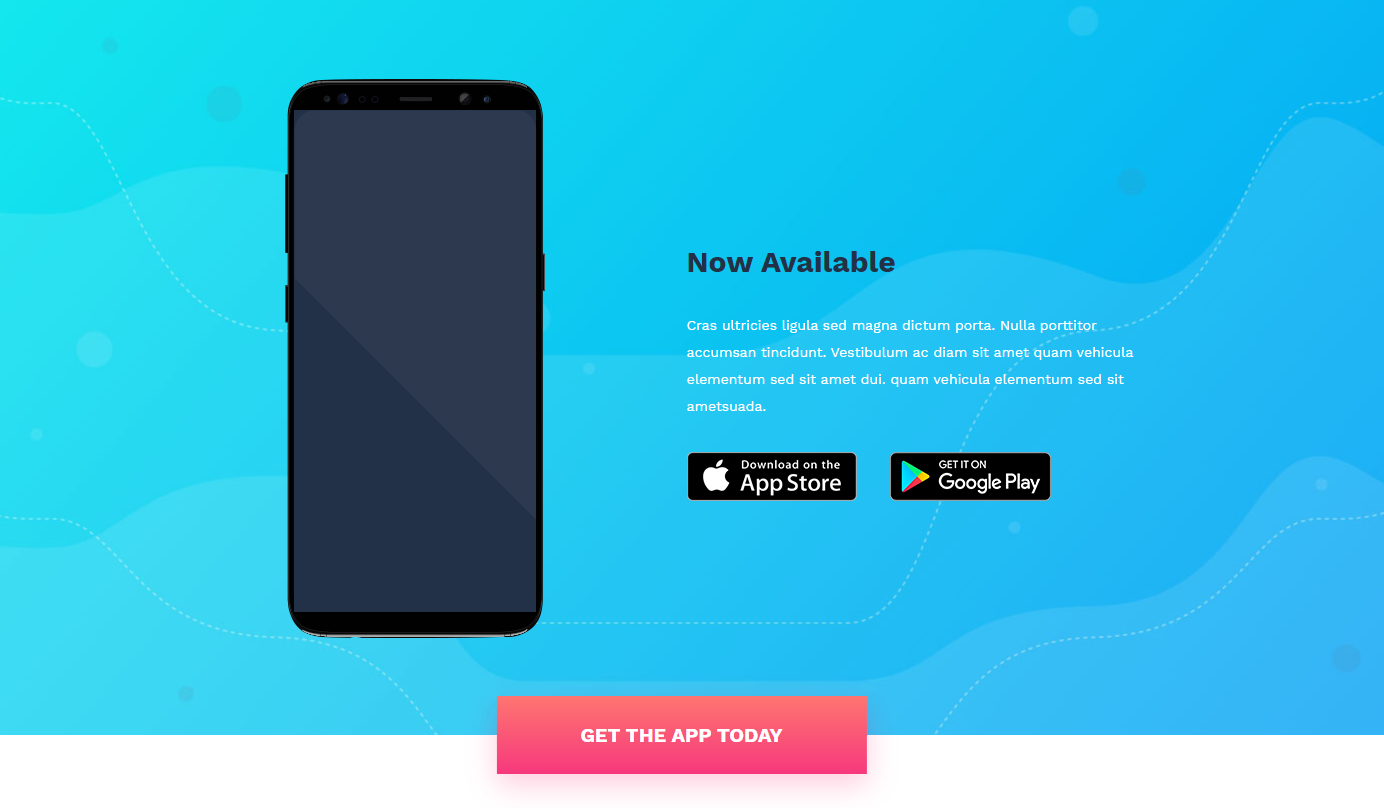 Now Available
Cras ultricies ligula sed magna dictum porta. Nulla porttitor
accumsan tincidunt. Vestibulum ac diam sit amet quam vehicula
elementum sed sit amet dui. quam vehicula elementum sed sit
ametsuada.
Download on the
App Store
GET IT ON
Google Play
GET THE APP TODAY